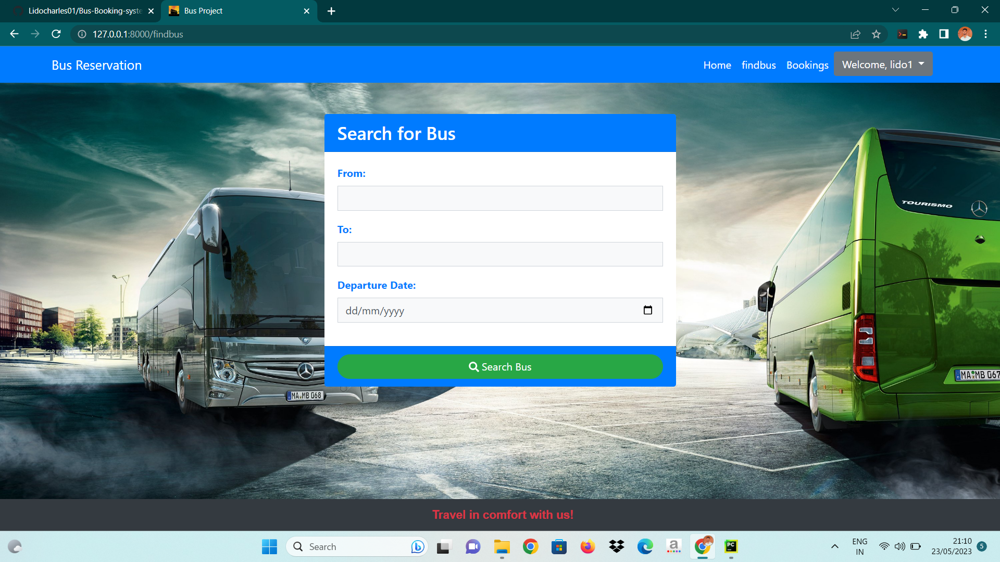 Lidocharles01/Bus-Booking-syste
Bus Project
127.0.0.1:8000/findbus
Bus Reservation
Home
findbus
Bookings
Welcome, lido1
Search for Bus
From:
To:
Departure Date:
dd/mm/yyyy
Search Bus
TOURISMO
MA MB 068
MA MB 067
Travel in comfort with us!
Search
PC
a
ENG
IN
21:10
23/05/2023
5